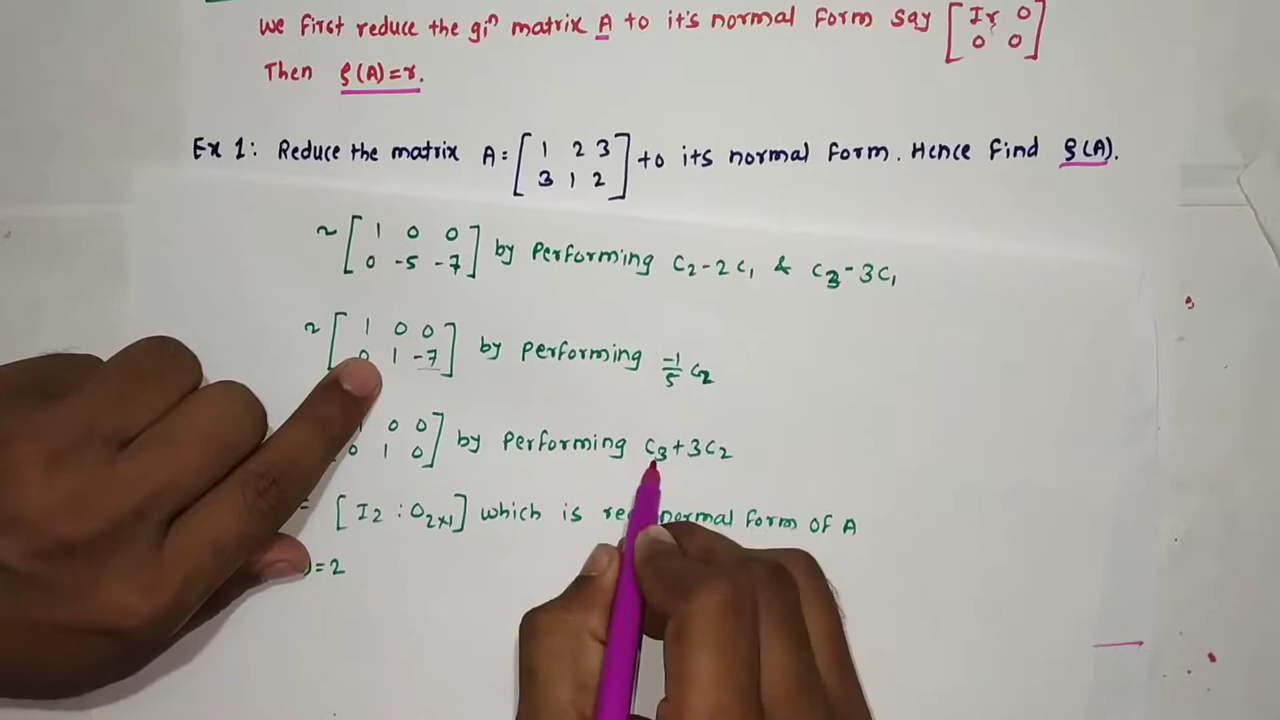 We first reduce the giⁿ matrix A to it's normal form say [Ir 0
0 0]
Then ρ(A)=r.
Ex 1: Reduce the matrix A=[1 2 3
3 1 2] to its normal form. Hence find ρ(A).
~ [1 0 0
0 -5 -7] by performing C2-2C1 & C3-3C1
~ [1 0 0
0 1 -7] by performing -1/5 C2
0 0
0 1 0] by performing C3+3C2
= [I2 : O2×1] which is normal form of A
)=2